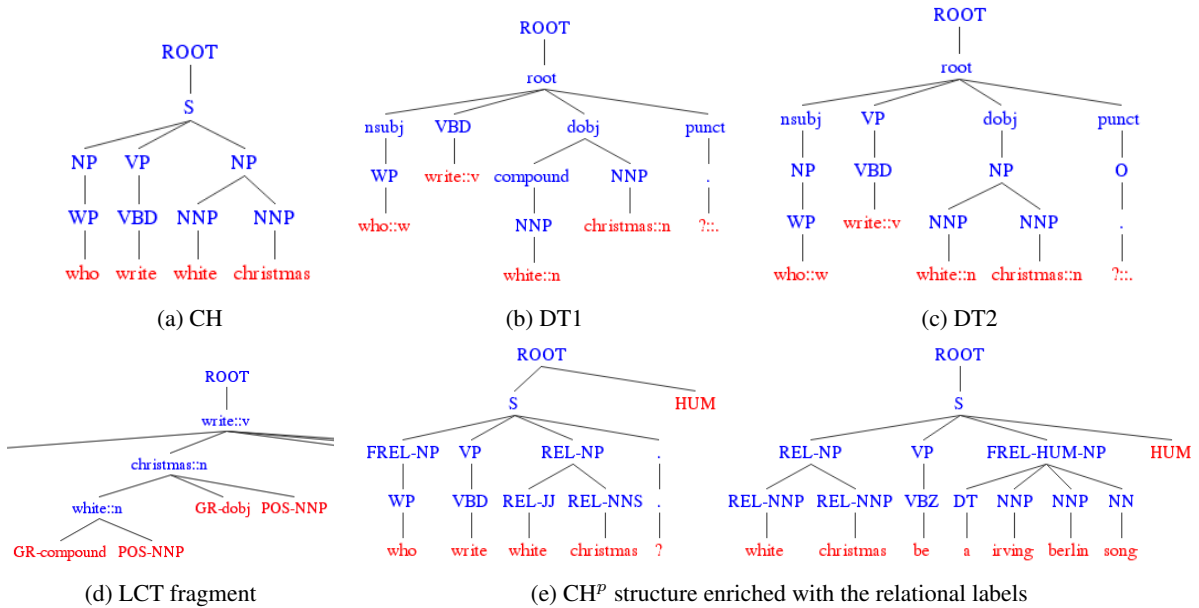 ROOT
S
NP VP NP
WP VBD NNP NNP
who write white christmas
(a) CH
ROOT
root
nsubj VBD dobj punct
WP write::v compound NNP .
who::w NNP christmas::n ?::.
white::n
(b) DT1
ROOT
root
nsubj VP dobj punct
NP VBD NP O
WP write::v NNP NNP .
who::w white::n christmas::n ?::.
(c) DT2
ROOT
write::v
christmas::n
white::n GR-dobj POS-NNP
GR-compound POS-NNP
(d) LCT fragment
ROOT
S HUM
FREL-NP VP REL-NP .
WP VBD REL-JJ REL-NNS .
who write white christmas ?
ROOT
S
REL-NP VP FREL-HUM-NP HUM
REL-NNP REL-NNP VBZ DT NNP NNP NN
white christmas be a irving berlin song
(e) CHᵖ structure enriched with the relational labels